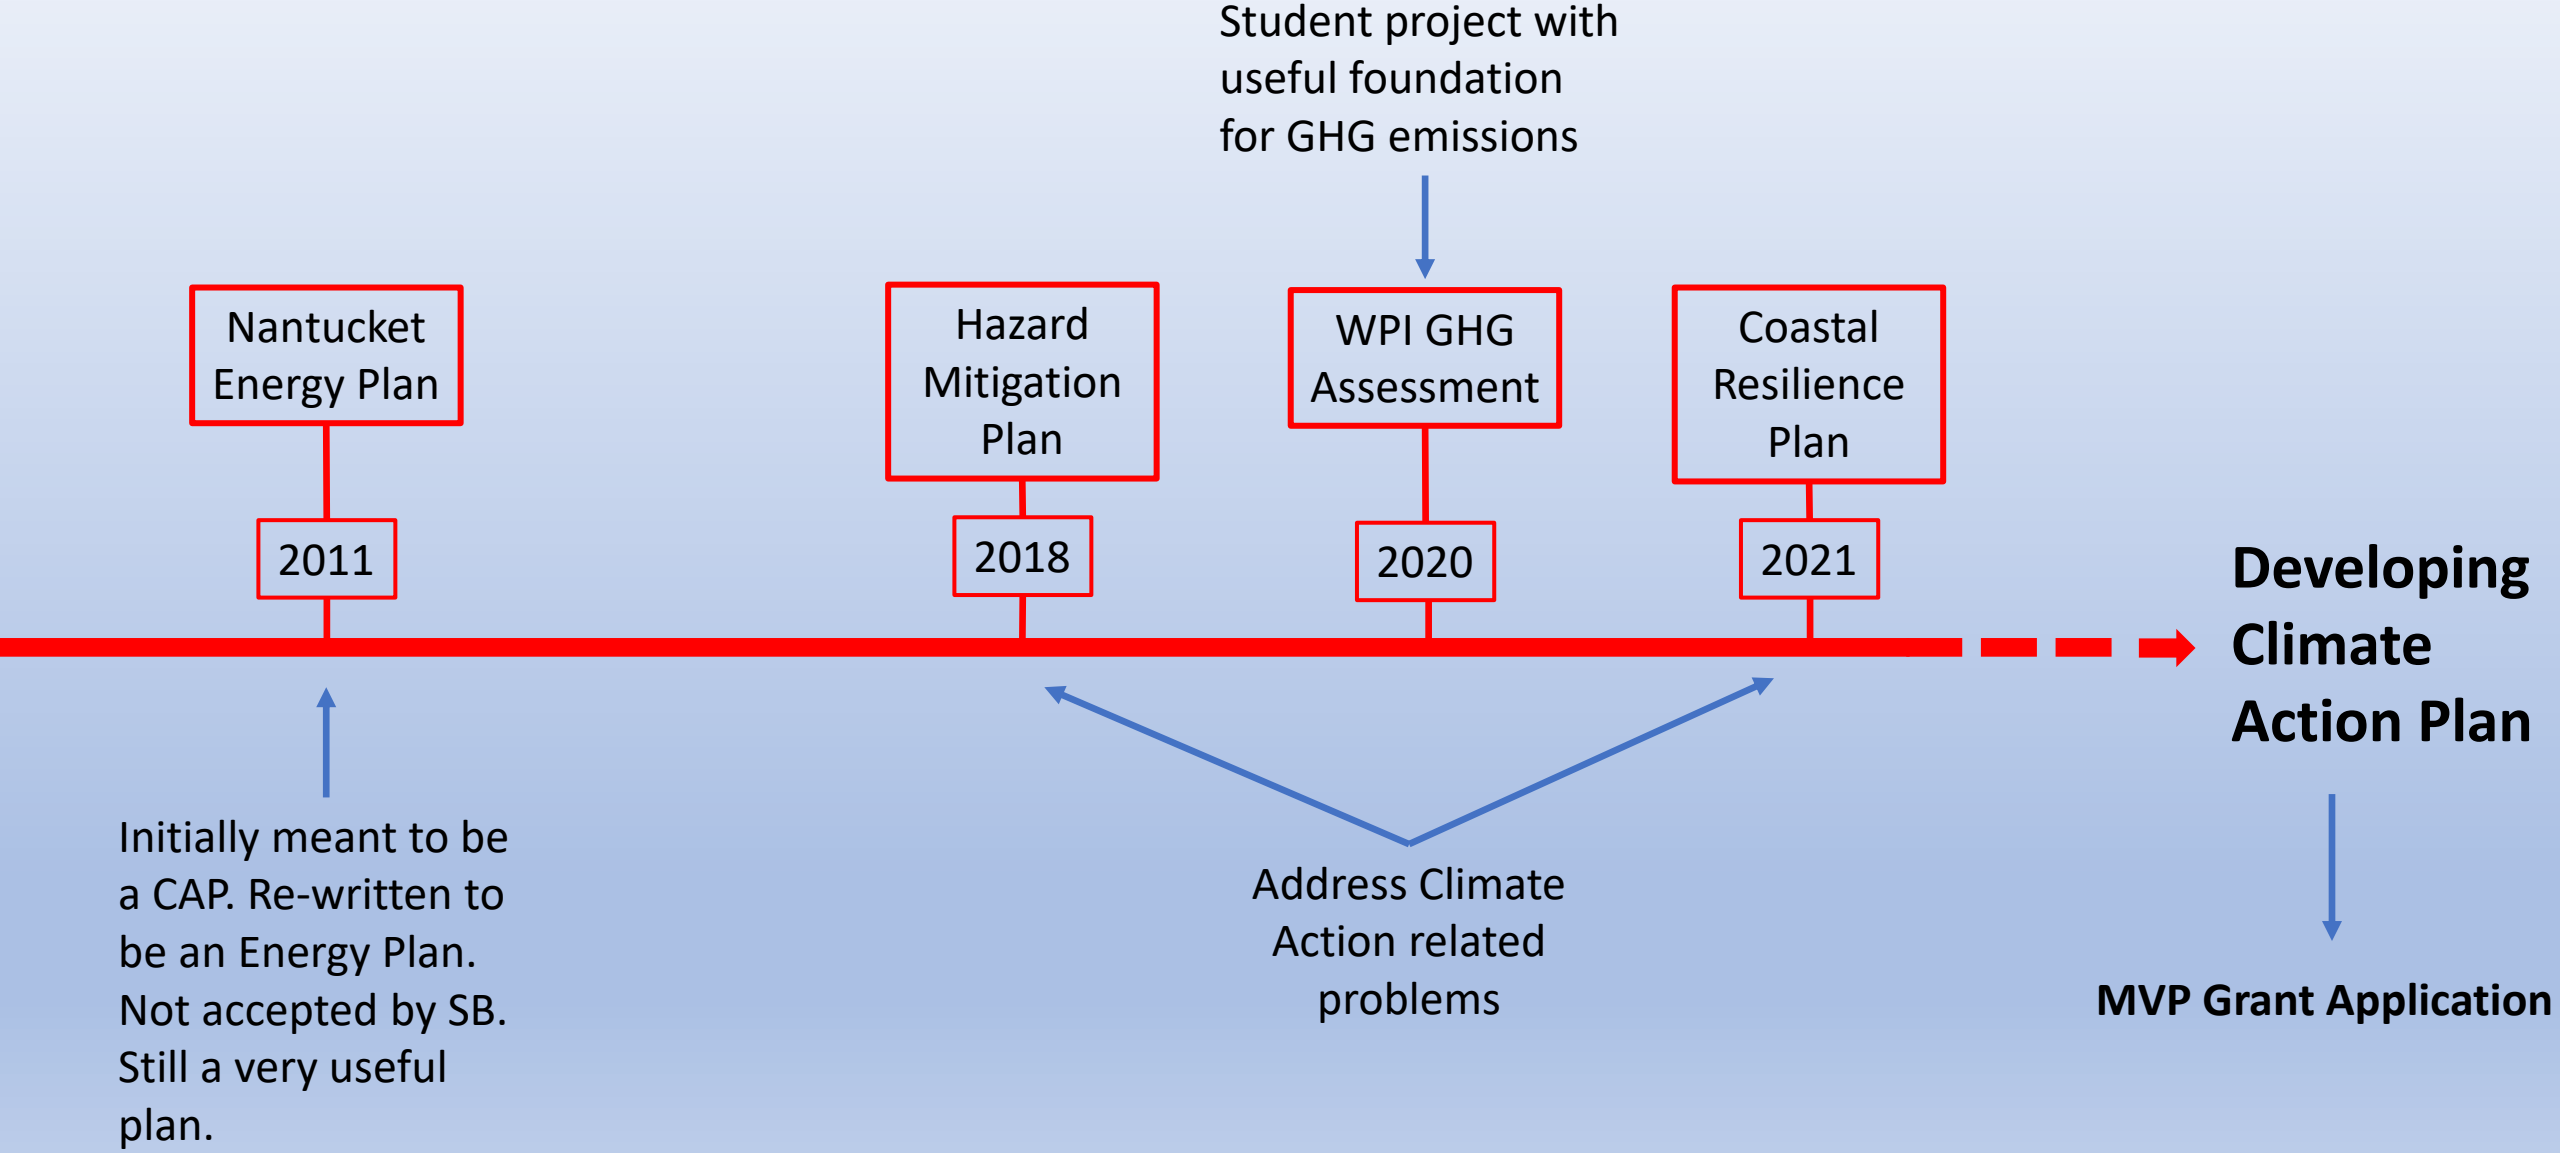 Student project with
useful foundation
for GHG emissions
Nantucket
Energy Plan
Hazard
Mitigation
Plan
WPI GHG
Assessment
Coastal
Resilience
Plan
2011
2018
2020
2021
Developing
Climate
Action Plan
Initially meant to be
a CAP. Re-written to
be an Energy Plan.
Not accepted by SB.
Still a very useful
plan.
Address Climate
Action related
problems
MVP Grant Application